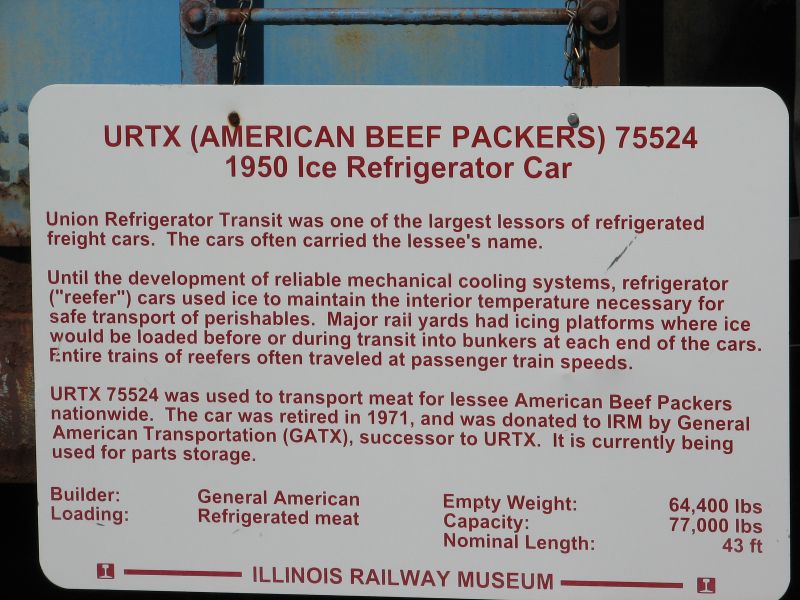 URTX (AMERICAN BEEF PACKERS) 75524
1950 Ice Refrigerator Car
Union Refrigerator Transit was one of the largest lessors of refrigerated
freight cars. The cars often carried the lessee's name.
Until the development of reliable mechanical cooling systems, refrigerator
("reefer") cars used ice to maintain the interior temperature necessary for
safe transport of perishables. Major rail yards had icing platforms where ice
would be loaded before or during transit into bunkers at each end of the cars.
Entire trains of reefers often traveled at passenger train speeds.
URTX 75524 was used to transport meat for lessee American Beef Packers
nationwide. The car was retired in 1971, and was donated to IRM by General
American Transportation (GATX), successor to URTX. It is currently being
used for parts storage.
Builder: General American Empty Weight: 64,400 lbs
Loading: Refrigerated meat Capacity: 77,000 lbs
Nominal Length: 43 ft
I ILLINOIS RAILWAY MUSEUM I